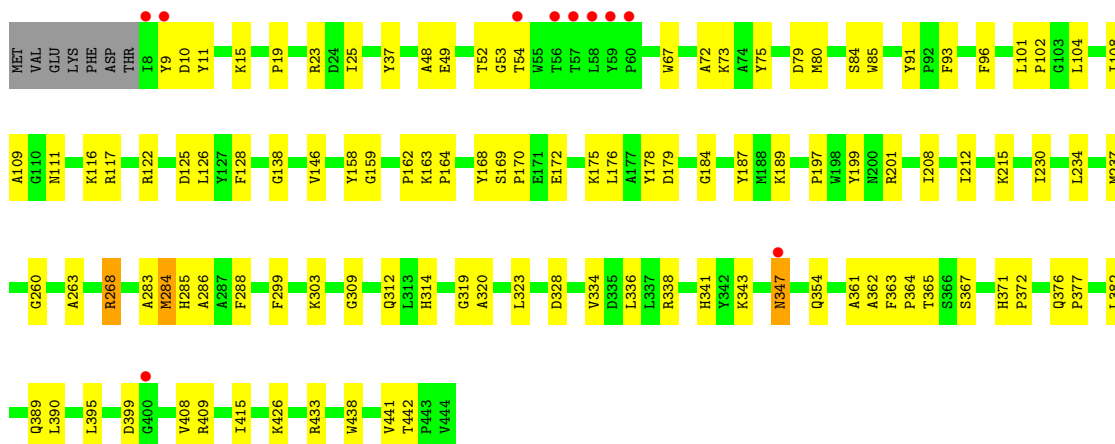 MET VAL GLU LYS PHE ASP THR I8 Y9 D10 Y11 K15 P19 R23 D24 I25 Y37 A48 E49 T52 G53 T54 W55 T56 T57 L58 Y59 P60 W67 A72 K73 A74 Y75 D79 M80 S84 W85 Y91 P92 F93 F96 L101 P102 G103 L104 I108
A109 G110 N111 K116 R117 R122 D125 L126 Y127 F128 G138 V146 Y158 G159 P162 K163 P164 Y168 S169 P170 E171 E172 K175 L176 A177 Y178 D179 G184 Y187 M188 K189 P197 W198 Y199 N200 R201 I208 I212 K215 I230 L234 M237
G260 A263 R268 A283 M284 H285 A286 A287 F288 F299 K303 G309 Q312 L313 H314 G319 A320 L323 D328 V334 D335 L336 L337 R338 H341 Y342 K343 N347 Q354 A361 A362 F363 P364 T365 S366 S367 H371 P372 Q376 P377 L382
Q389 L390 L395 D399 G400 V408 R409 I415 K426 R433 W438 V441 T442 P443 V444